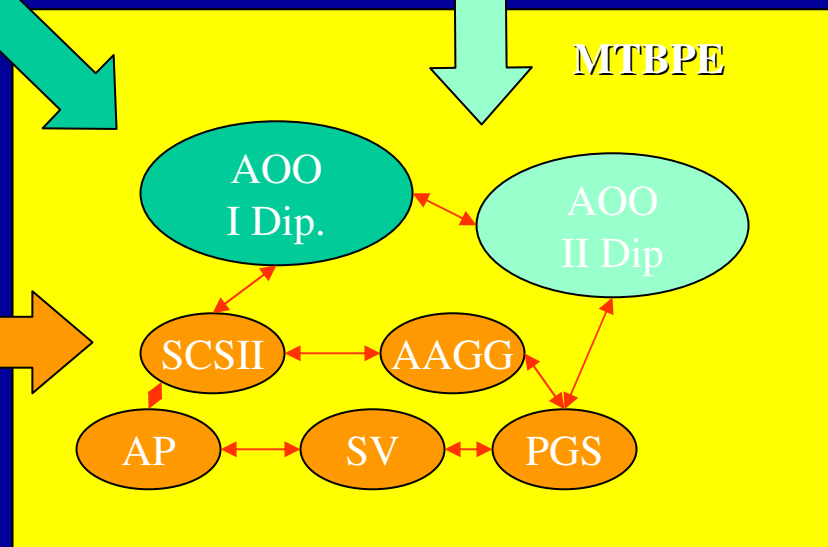 MTBPE
AOO
I Dip.
AOO
II Dip
SCSII
AAGG
AP
SV
PGS